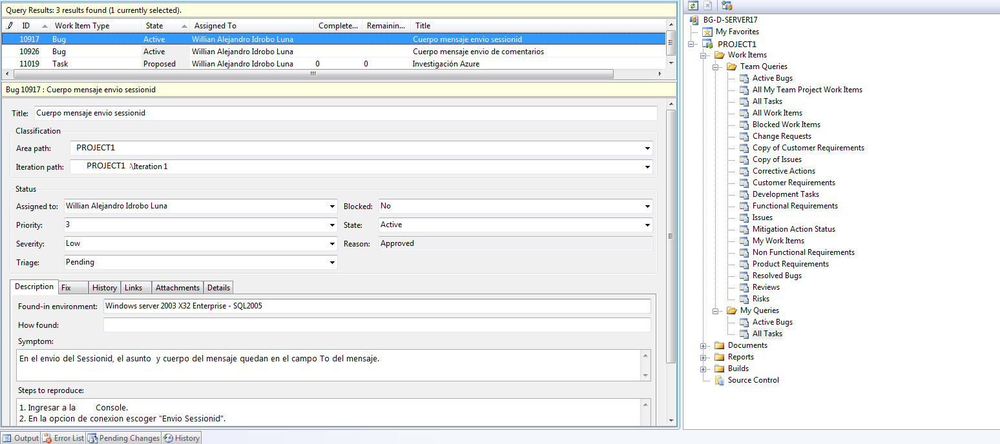 Query Results: 3 results found (1 currently selected).
ID Work Item Type State Assigned To Complete... Remainin... Title
10917 Bug Active Willian Alejandro Idrobo Luna Cuerpo mensaje envio sessionid
10926 Bug Active Willian Alejandro Idrobo Luna Cuerpo mensaje envio de comentarios
11019 Task Proposed Willian Alejandro Idrobo Luna 0 0 Investigación Azure
Bug 10917 : Cuerpo mensaje envio sessionid
Title: Cuerpo mensaje envio sessionid
Classification
Area path: PROJECT1
Iteration path: PROJECT1 \Iteration 1
Status
Assigned to: Willian Alejandro Idrobo Luna Blocked: No
Priority: 3 State: Active
Severity: Low Reason: Approved
Triage: Pending
Description Fix History Links Attachments Details
Found-in environment: Windows server 2003 X32 Enterprise - SQL2005
How found:
Symptom:
En el envio del Sessionid, el asunto y cuerpo del mensaje quedan en el campo To del mensaje.
Steps to reproduce:
1. Ingresar a la Console.
2. En la opcion de conexion escoger "Envio Sessionid".
Output Error List Pending Changes History
BG-D-SERVER17
My Favorites
PROJECT1
Work Items
Team Queries
Active Bugs
All My Team Project Work Items
All Tasks
All Work Items
Blocked Work Items
Change Requests
Copy of Customer Requirements
Copy of Issues
Corrective Actions
Customer Requirements
Development Tasks
Functional Requirements
Issues
Mitigation Action Status
My Work Items
Non Functional Requirements
Product Requirements
Resolved Bugs
Reviews
Risks
My Queries
Active Bugs
All Tasks
Documents
Reports
Builds
Source Control